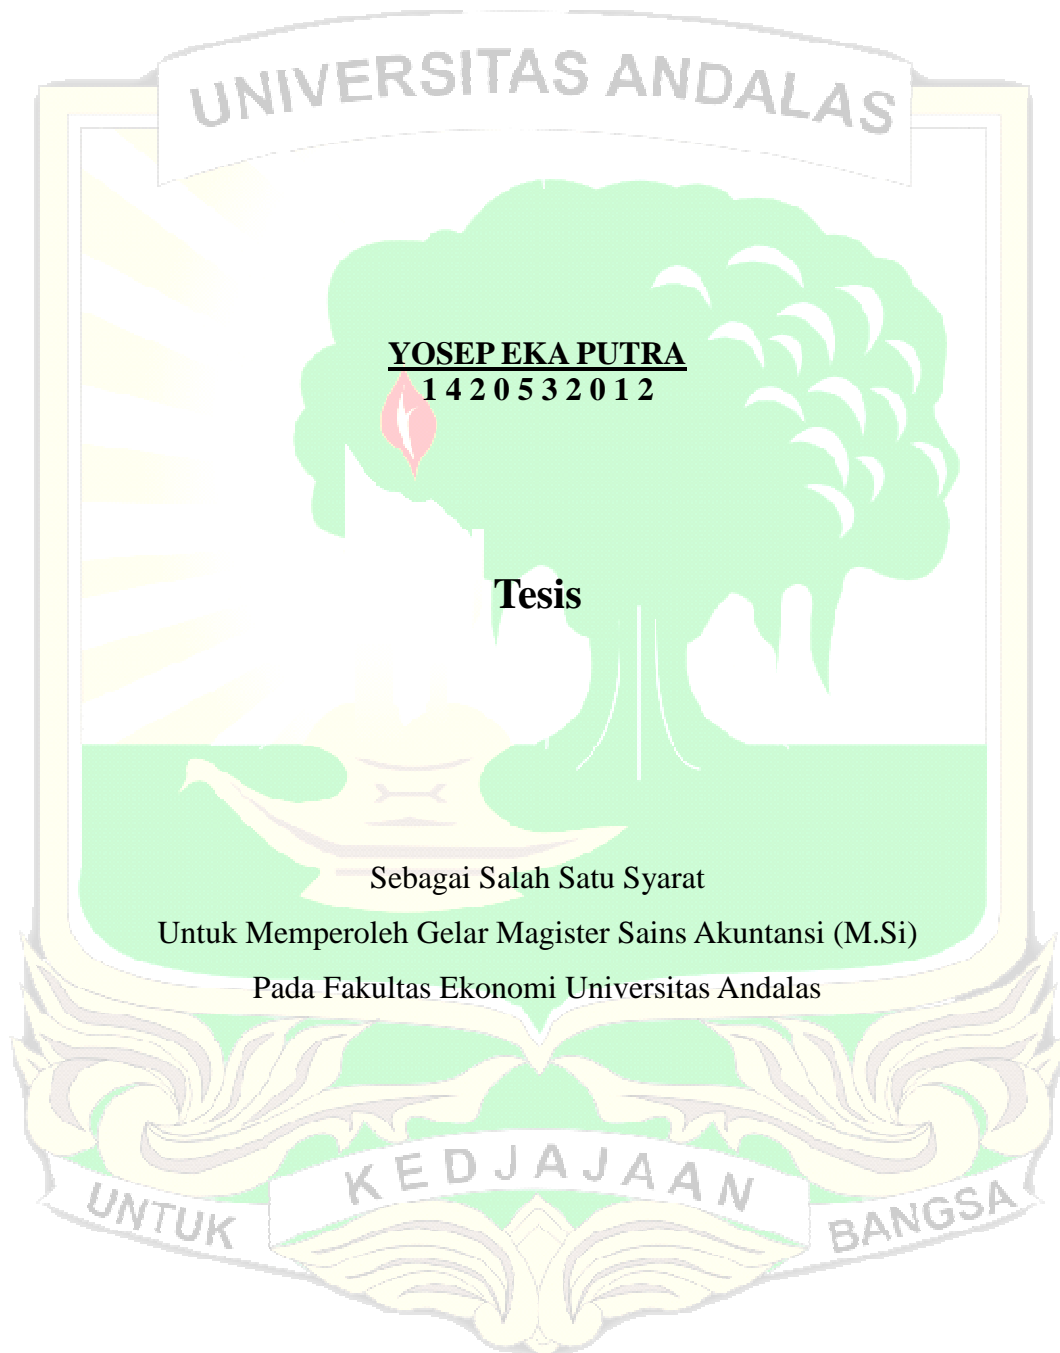 UNIVERSITAS ANDALAS
YOSEP EKA PUTRA
1 4 2 0 5 3 2 0 1 2
Tesis
Sebagai Salah Satu Syarat
Untuk Memperoleh Gelar Magister Sains Akuntansi (M.Si)
Pada Fakultas Ekonomi Universitas Andalas
UNTUK KEDJAJAAN BANGSA